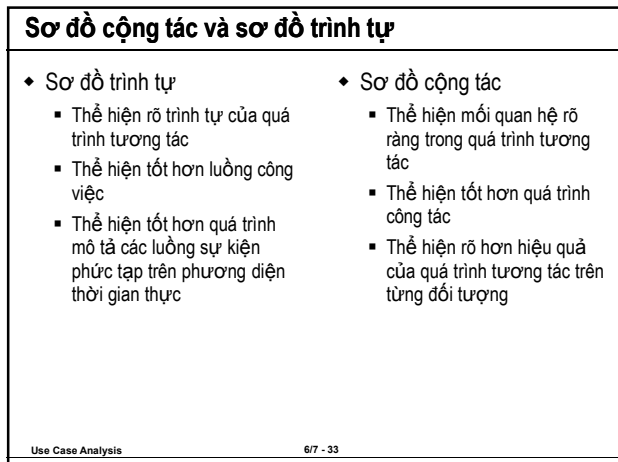 Sơ đồ cộng tác và sơ đồ trình tự
◆ Sơ đồ trình tự
▪ Thể hiện rõ trình tự của quá
trình tương tác
▪ Thể hiện tốt hơn luồng công
việc
▪ Thể hiện tốt hơn quá trình
mô tả các luồng sự kiện
phức tạp trên phương diện
thời gian thực
◆ Sơ đồ cộng tác
▪ Thể hiện mối quan hệ rõ
ràng trong quá trình tương
tác
▪ Thể hiện tốt hơn quá trình
công tác
▪ Thể hiện rõ hơn hiệu quả
của quá trình tương tác trên
từng đối tượng
Use Case Analysis
6/7 - 33